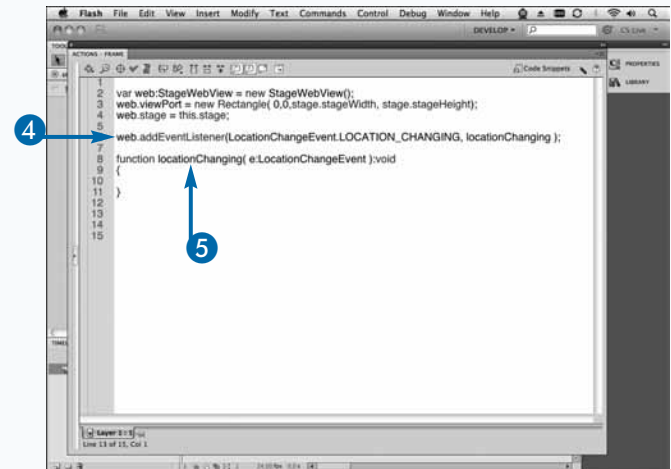 Flash File Edit View Insert Modify Text Commands Control Debug Window Help
DEVELOP
CS Live
ACTIONS - FRAME
Code Snippets
PROPERTIES
LIBRARY
1
2 var web:StageWebView = new StageWebView();
3 web.viewPort = new Rectangle( 0,0,stage.stageWidth, stage.stageHeight);
4 web.stage = this.stage;
5
4 web.addEventListener(LocationChangeEvent.LOCATION_CHANGING, locationChanging );
7
8 function locationChanging( e:LocationChangeEvent ):void
9 {
10
11 }
12
13
14
15
5
Layer 1 : 1
Line 13 of 15, Col 1